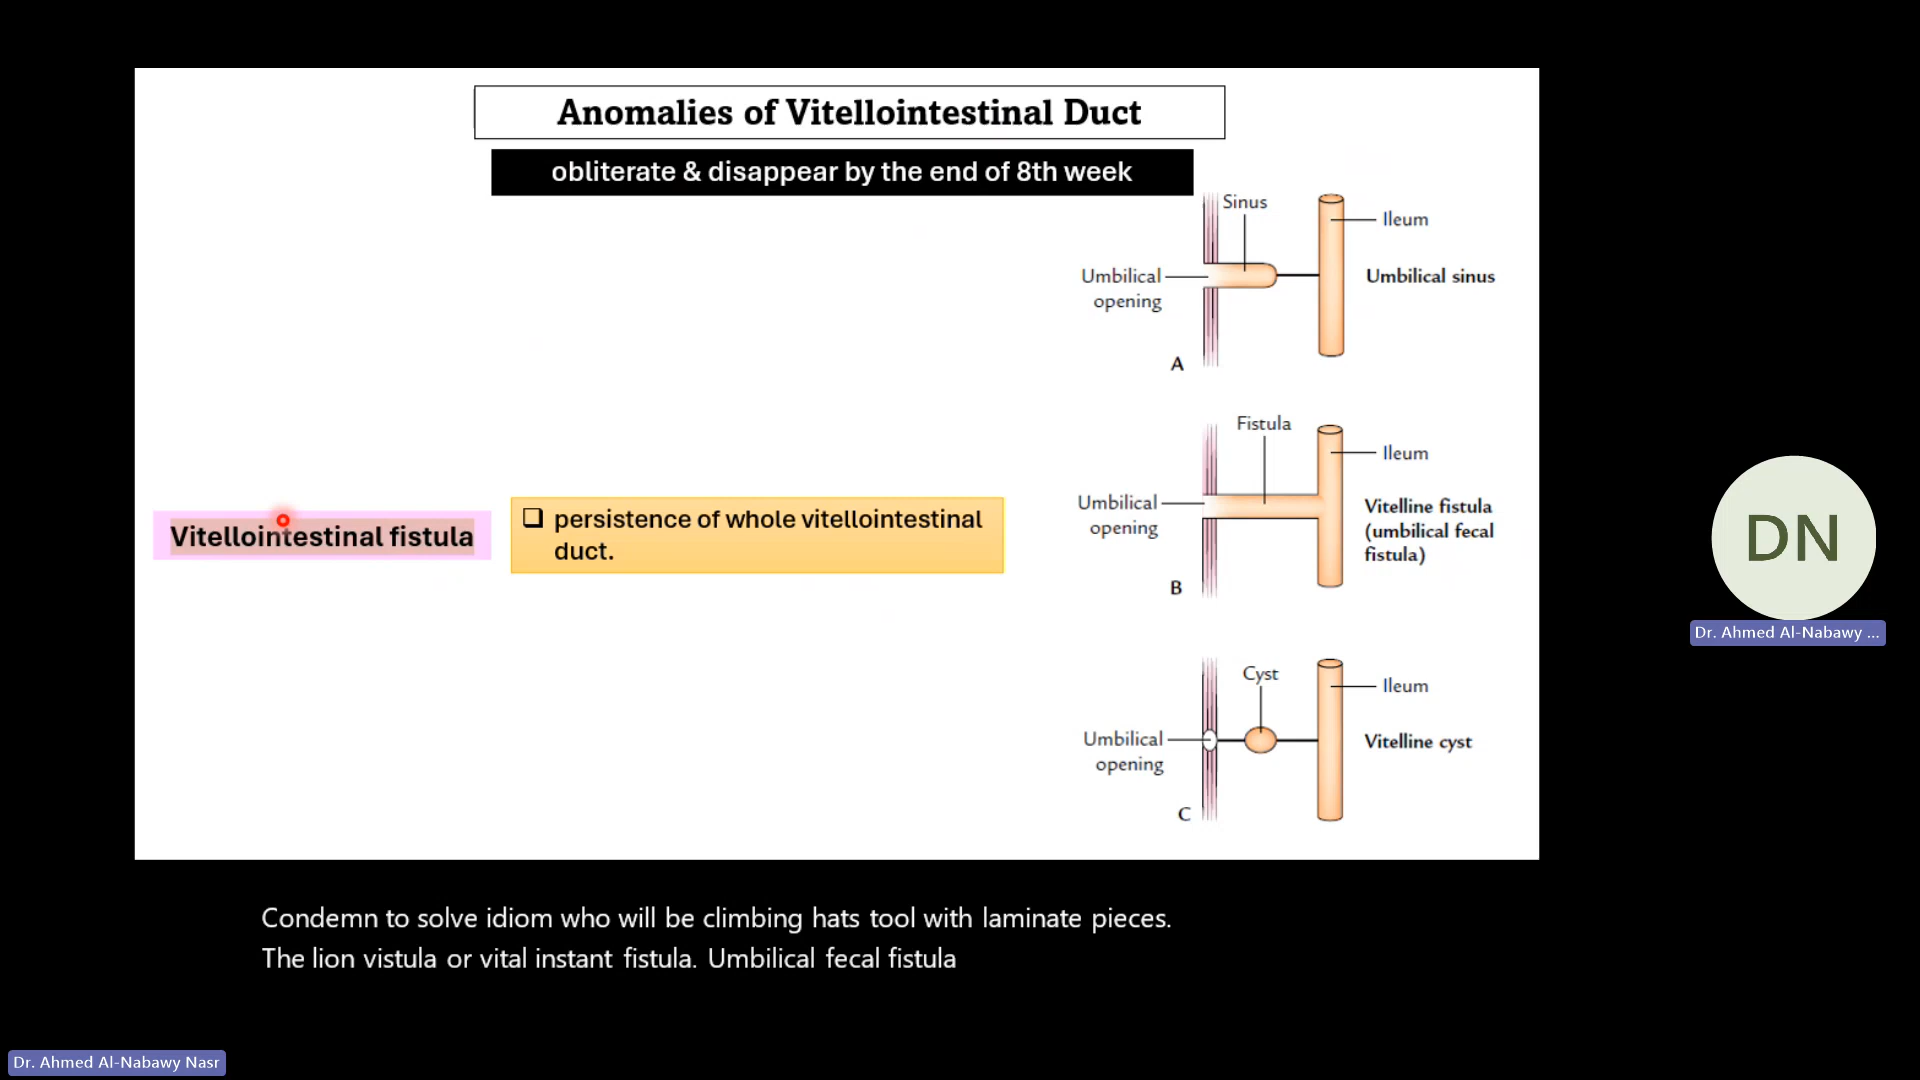 Anomalies of Vitellointestinal Duct
obliterate & disappear by the end of 8th week
Sinus
Ileum
Umbilical
opening
Umbilical sinus
A
Fistula
Ileum
Umbilical
opening
Vitelline fistula
(umbilical fecal
fistula)
B
Vitellointestinal fistula
persistence of whole vitellointestinal
duct.
Cyst
Ileum
Umbilical
opening
Vitelline cyst
C
DN
Dr. Ahmed Al-Nabawy ...
Condemn to solve idiom who will be climbing hats tool with laminate pieces.
The lion vistula or vital instant fistula. Umbilical fecal fistula
Dr. Ahmed Al-Nabawy Nasr